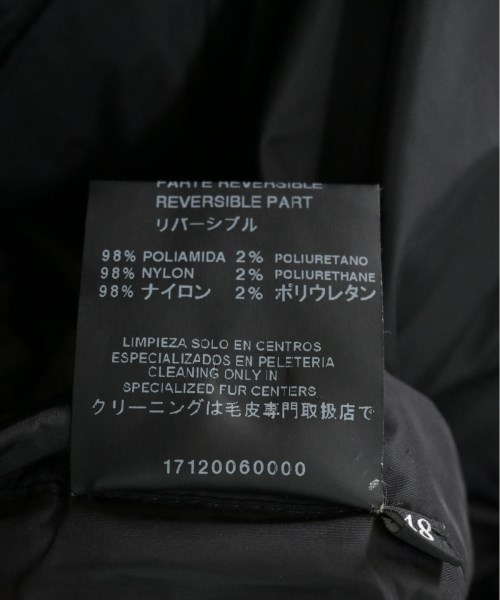 PARTE REVERSIBLE
REVERSIBLE PART
リバーシブル
98% POLIAMIDA 2% POLIURETANO
98% NYLON 2% POLIURETHANE
98% ナイロン 2% ポリウレタン
LIMPIEZA SOLO EN CENTROS
ESPECIALIZADOS EN PELETERIA
CLEANING ONLY IN
SPECIALIZED FUR CENTERS
クリーニングは毛皮専門取扱店で
17120060000
18